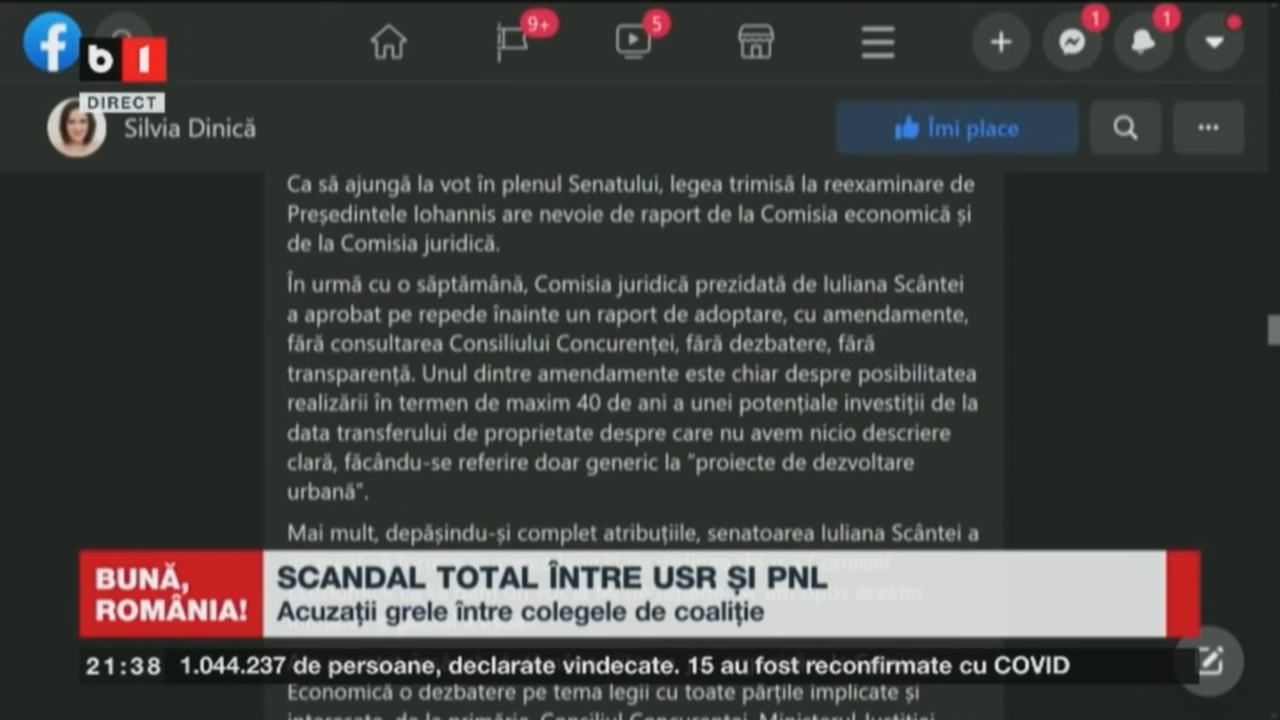 9+
5
1
1
b1
DIRECT
Silvia Dinică
Îmi place
Ca să ajungă la vot în plenul Senatului, legea trimisă la reexaminare de
Președintele Iohannis are nevoie de raport de la Comisia economică și
de la Comisia juridică.
În urmă cu o săptămână, Comisia juridică prezidată de Iuliana Scântei
a aprobat pe repede înainte un raport de adoptare, cu amendamente,
fără consultarea Consiliului Concurenței, fără dezbatere, fără
transparență. Unul dintre amendamente este chiar despre posibilitatea
realizării în termen de maxim 40 de ani a unei potențiale investiții de la
data transferului de proprietate despre care nu avem nicio descriere
clară, făcându-se referire doar generic la "proiecte de dezvoltare
urbană".
Mai mult, depășindu-și complet atribuțiile, senatoarea Iuliana Scântei a
BUNĂ,
ROMÂNIA!
SCANDAL TOTAL ÎNTRE USR ȘI PNL
Acuzații grele între colegele de coaliție
21:38 1.044.237 de persoane, declarate vindecate. 15 au fost reconfirmate cu COVID
Economică o dezbatere pe tema legii cu toate părțile implicate și